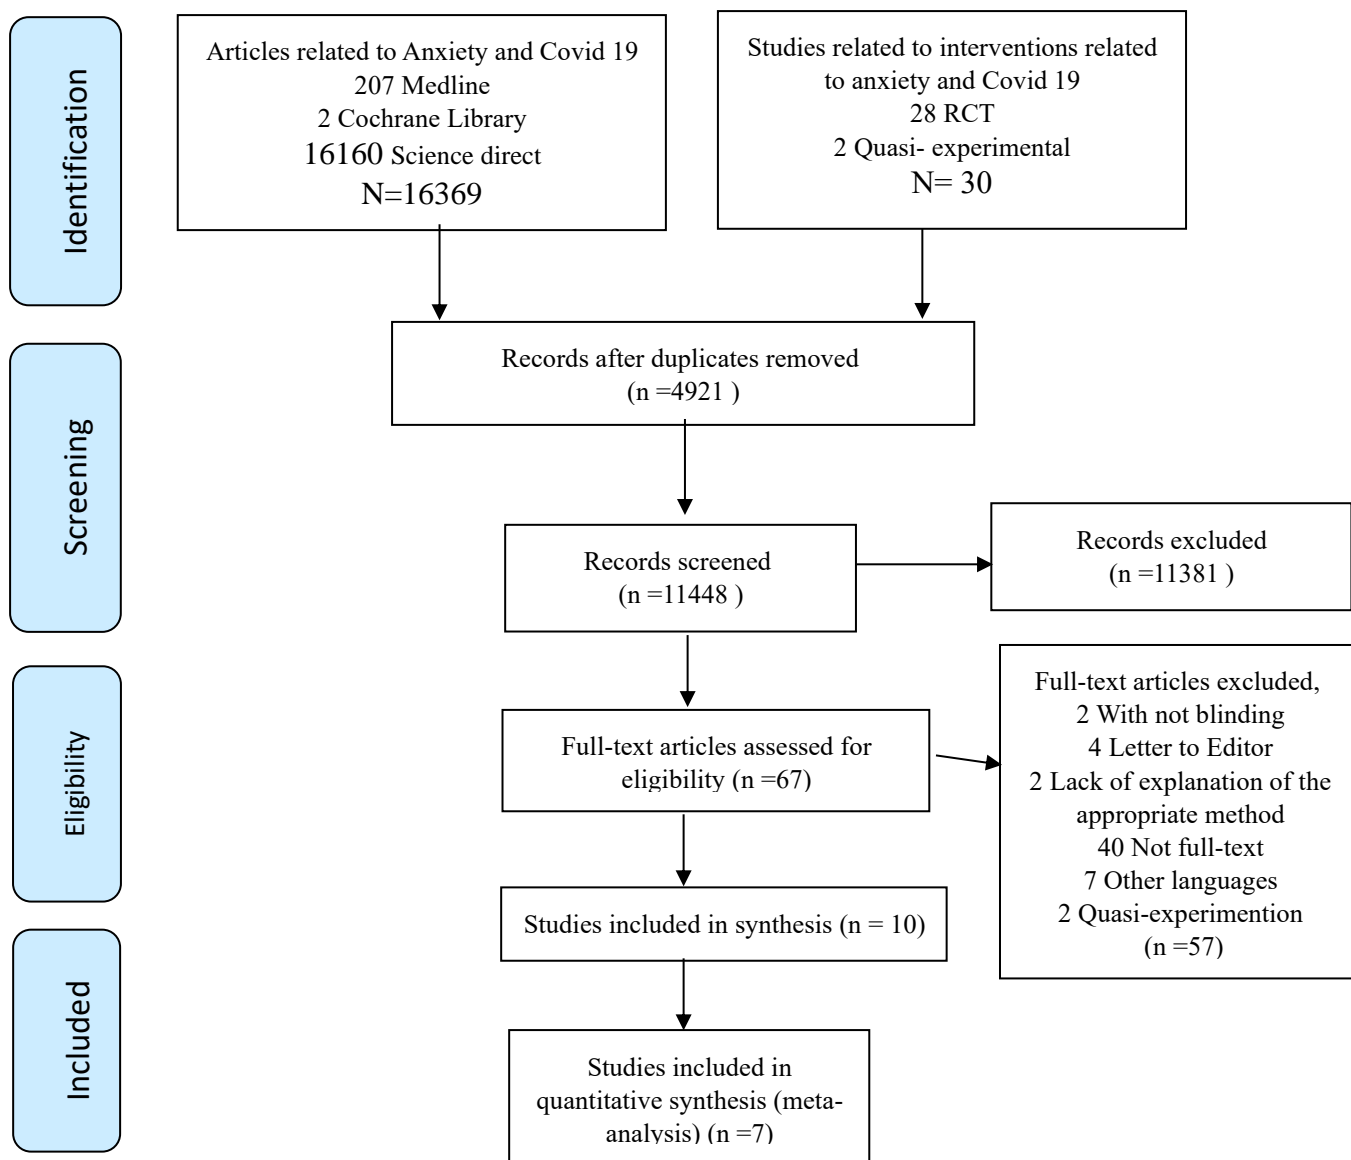 Identification
Articles related to Anxiety and Covid 19
207 Medline
2 Cochrane Library
16160 Science direct
N=16369
Studies related to interventions related
to anxiety and Covid 19
28 RCT
2 Quasi- experimental
N= 30
Screening
Records after duplicates removed
(n =4921 )
Records screened
(n =11448 )
Records excluded
(n =11381 )
Eligibility
Full-text articles assessed for
eligibility (n =67)
Full-text articles excluded,
2 With not blinding
4 Letter to Editor
2 Lack of explanation of the
appropriate method
40 Not full-text
7 Other languages
2 Quasi-experimention
(n =57)
Included
Studies included in synthesis (n = 10)
Studies included in
quantitative synthesis (meta-
analysis) (n =7)